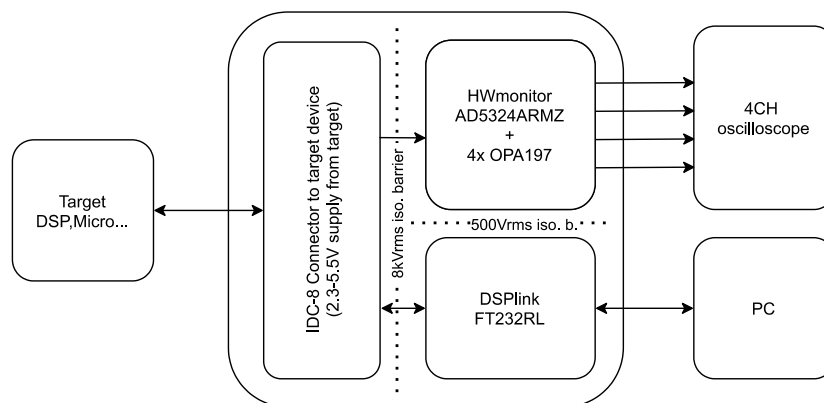 Target
DSP,Micro...
IDC-8 Connector to target device
(2.3-5.5V supply from target)
8kVrms iso. barrier
HWmonitor
AD5324ARMZ
+
4x OPA197
500Vrms iso. b.
DSPlink
FT232RL
4CH
oscilloscope
PC